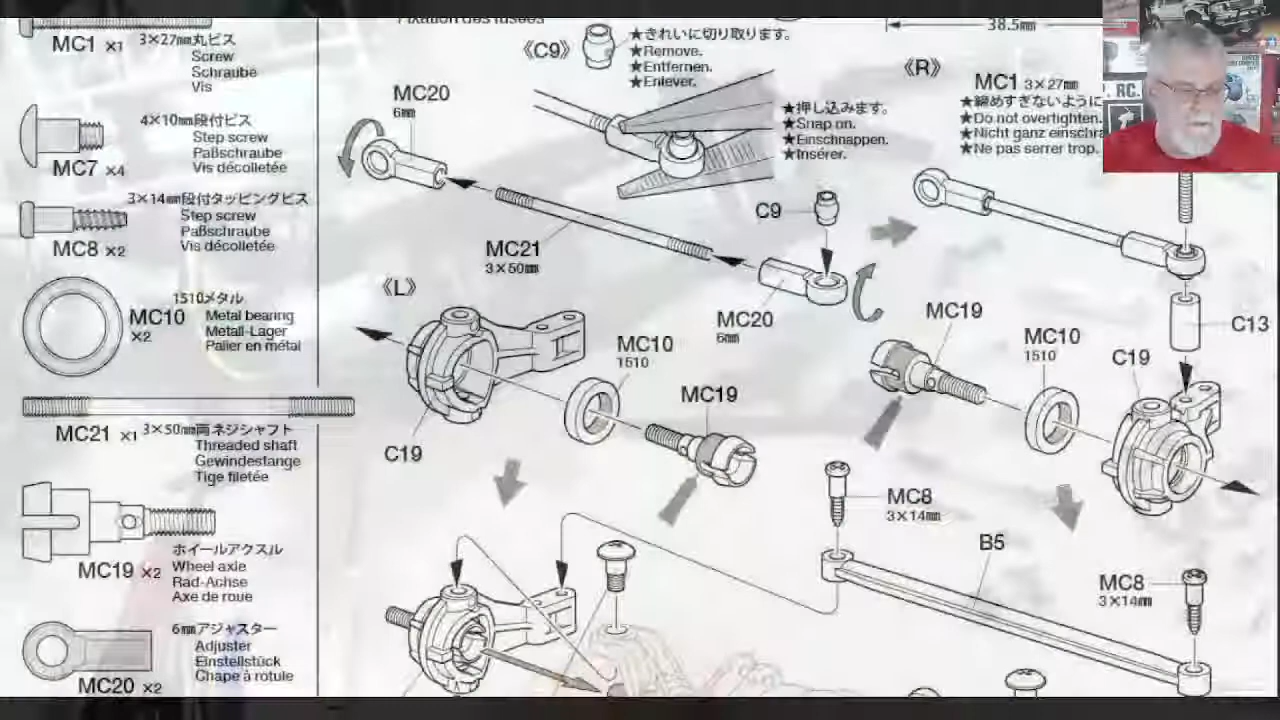 MC1 ×1
3×27mm丸ビス
Screw
Schraube
Vis
MC7 ×4
4×10mm段付ビス
Step screw
Paßschraube
Vis décolletée
MC8 ×2
3×14mm段付タッピングビス
Step screw
Paßschraube
Vis décolletée
MC10 ×2
1510メタル
Metal bearing
Metall-Lager
Palier en métal
MC21 ×1
3×50mm両ネジシャフト
Threaded shaft
Gewindestange
Tige filetée
MC19 ×2
ホイールアクスル
Wheel axle
Rad-Achse
Axe de roue
MC20 ×2
6mmアジャスター
Adjuster
Einstellstück
Chape à rotule
Fixation des fusées
《C9》
★きれいに切り取ります。
★Remove.
★Entfernen.
★Enlever.
MC20
6mm
★押し込みます。
★Snap on.
★Einschnappen.
★Insérer.
38.5mm
《R》
MC1 3×27mm
★締めすぎないように
★Do not overtighten.
★Nicht ganz einschra
★Ne pas serrer trop.
P. RC.
C9
MC21
3×50mm
MC20
6mm
《L》
MC10
1510
MC19
C19
MC19
MC10
1510
C19
C13
MC8
3×14mm
B5
MC8
3×14mm